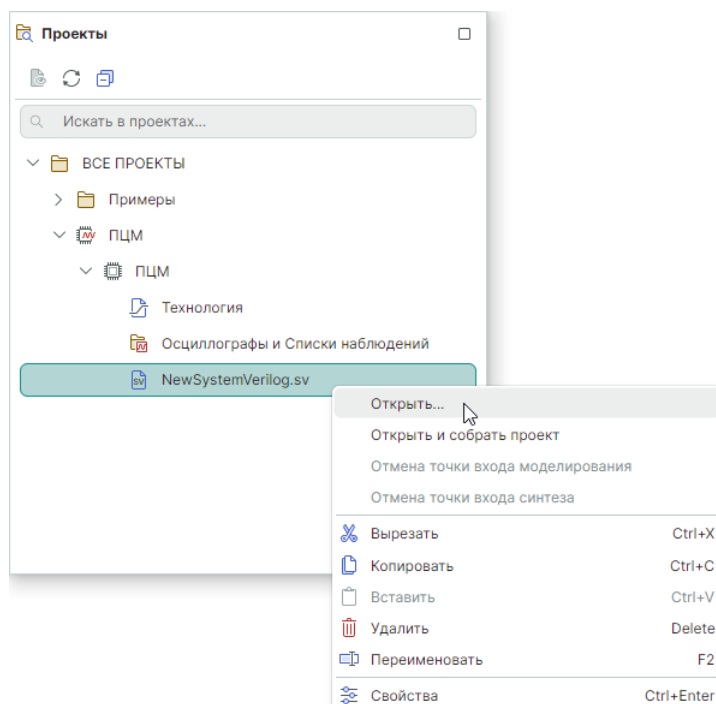 Проекты
Искать в проектах...
ВСЕ ПРОЕКТЫ
Примеры
ПЦМ
ПЦМ
Технология
Осциллографы и Списки наблюдений
SV NewSystemVerilog.sv
Открыть...
Открыть и собрать проект
Отмена точки входа моделирования
Отмена точки входа синтеза
Вырезать Ctrl+X
Копировать Ctrl+C
Вставить Ctrl+V
Удалить Delete
Переименовать F2
Свойства Ctrl+Enter